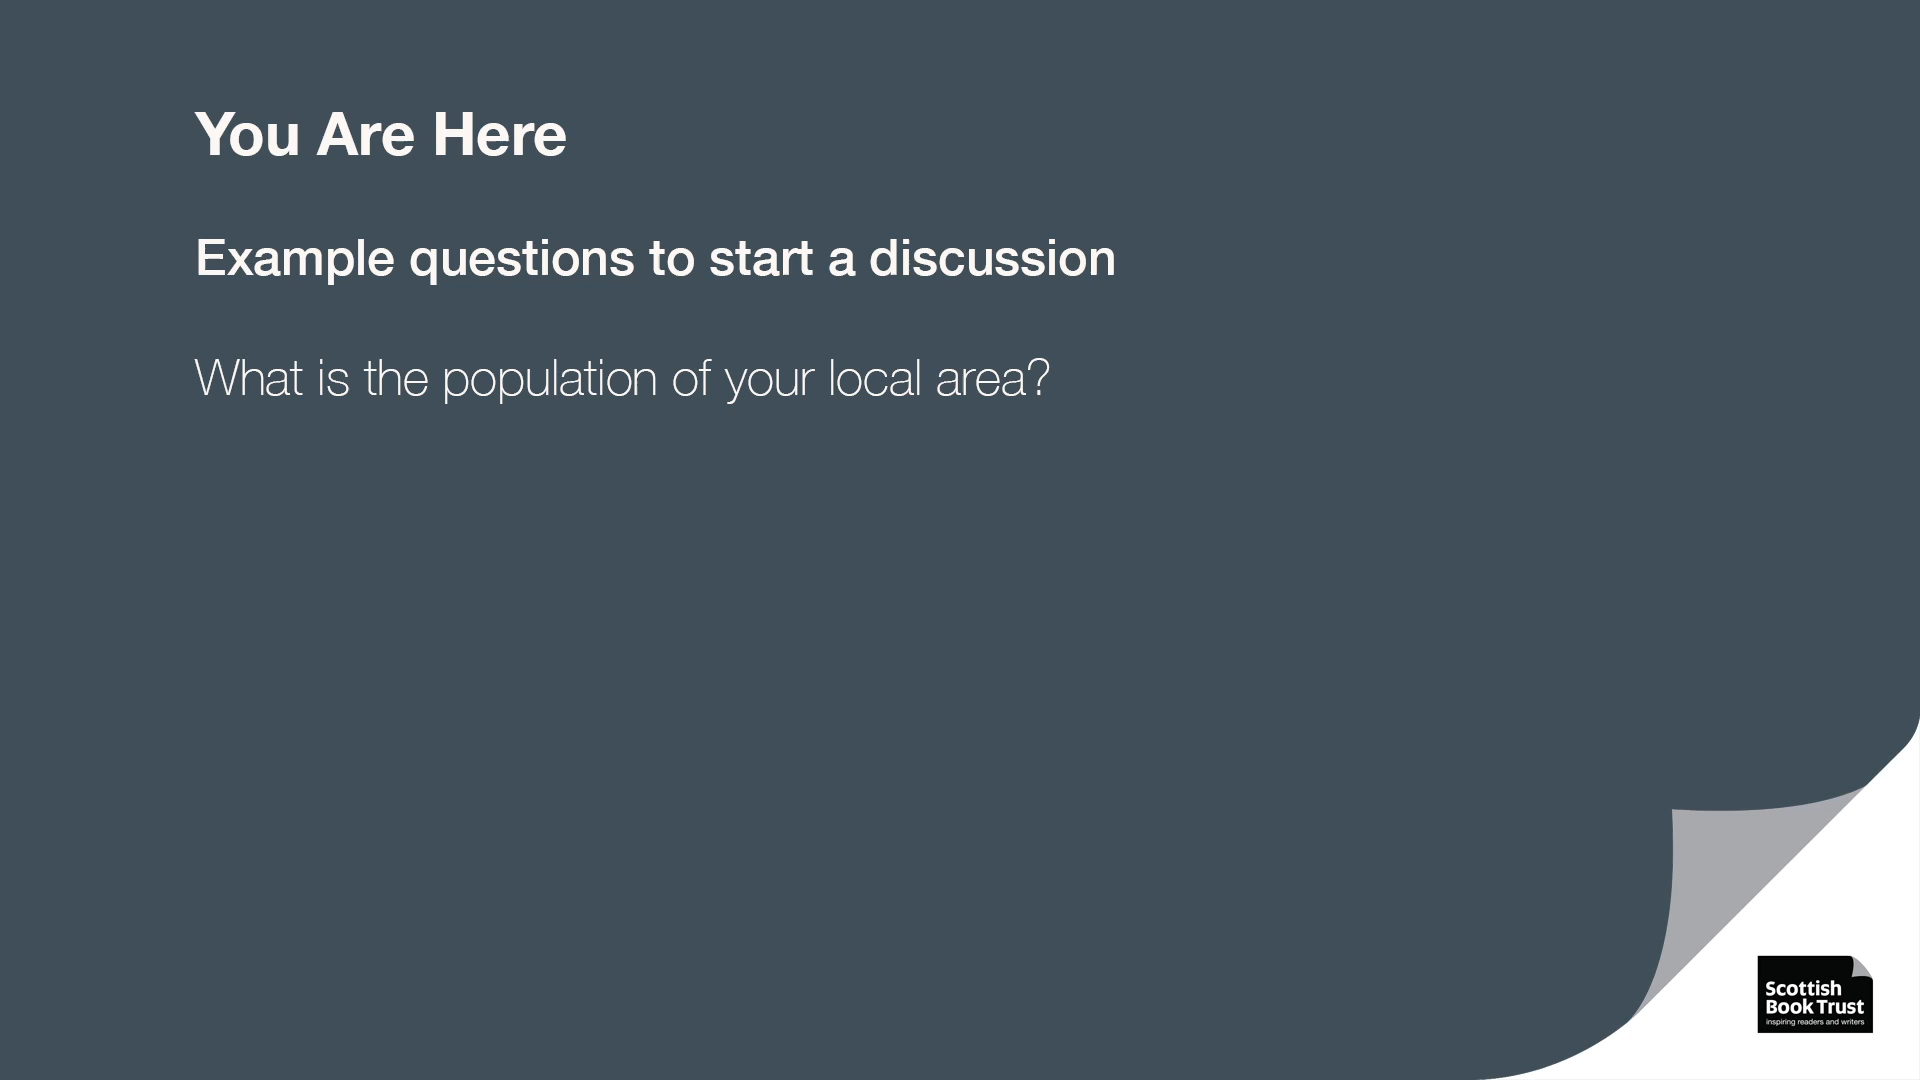 You Are Here
Example questions to start a discussion
What is the population of your local area?
Scottish
Book Trust
inspiring readers and writers